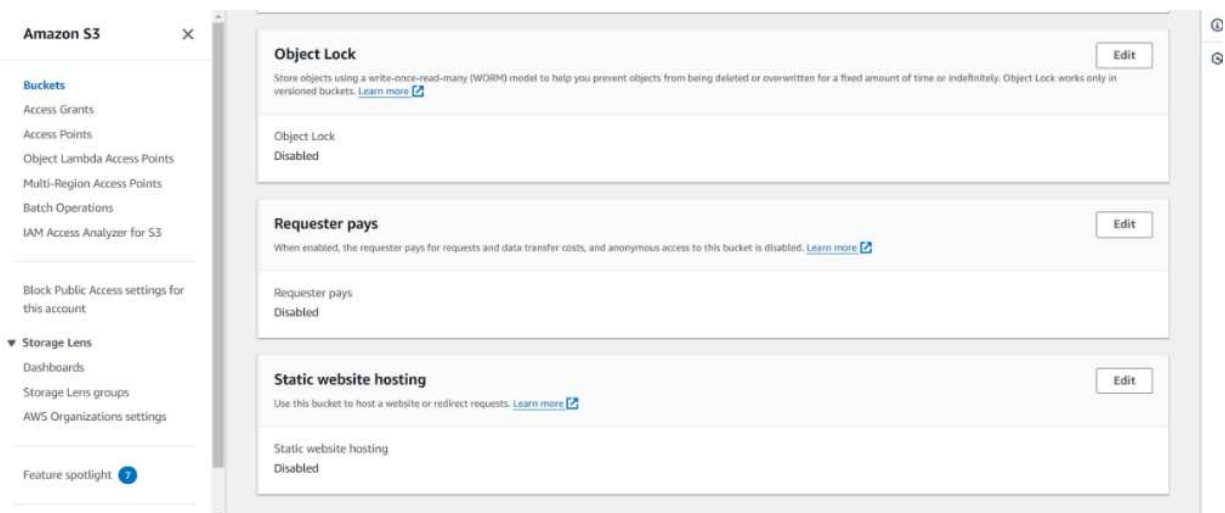 Amazon S3
Buckets
Access Grants
Access Points
Object Lambda Access Points
Multi-Region Access Points
Batch Operations
IAM Access Analyzer for S3
Block Public Access settings for
this account
Storage Lens
Dashboards
Storage Lens groups
AWS Organizations settings
Feature spotlight 7
Object Lock
Edit
Store objects using a write-once-read-many (WORM) model to help you prevent objects from being deleted or overwritten for a fixed amount of time or indefinitely. Object Lock works only in
versioned buckets. Learn more
Object Lock
Disabled
Requester pays
Edit
When enabled, the requester pays for requests and data transfer costs, and anonymous access to this bucket is disabled. Learn more
Requester pays
Disabled
Static website hosting
Edit
Use this bucket to host a website or redirect requests. Learn more
Static website hosting
Disabled